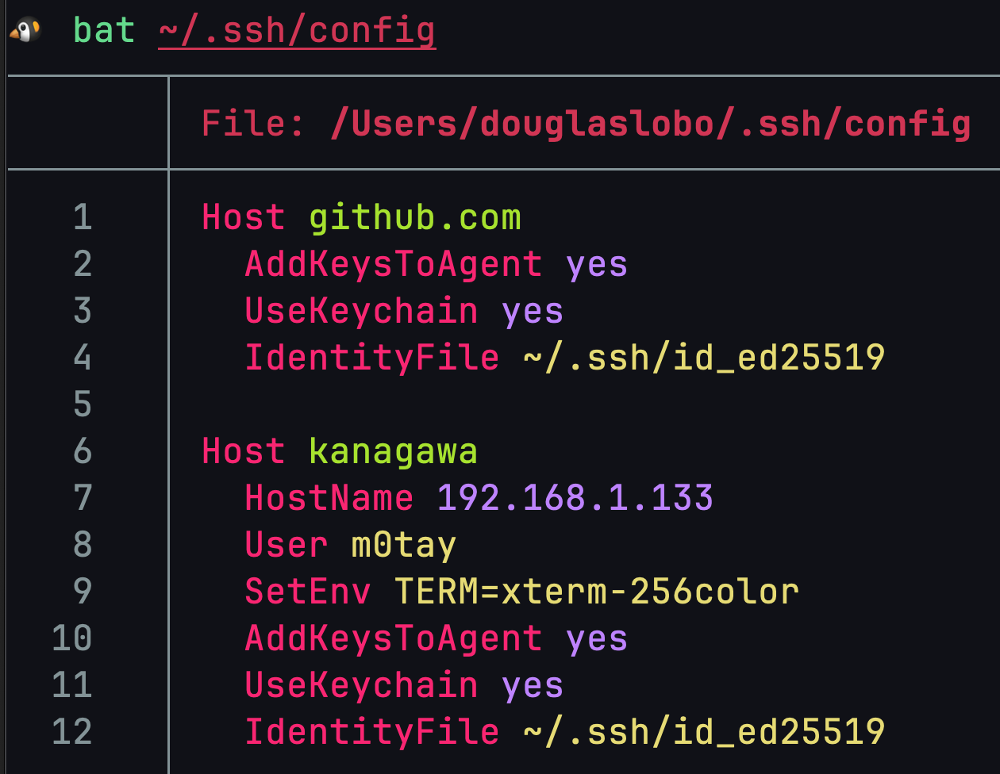 bat ~/.ssh/config
File: /Users/douglaslobo/.ssh/config
1 Host github.com
2   AddKeysToAgent yes
3   UseKeychain yes
4   IdentityFile ~/.ssh/id_ed25519
5
6 Host kanagawa
7   HostName 192.168.1.133
8   User m0tay
9   SetEnv TERM=xterm-256color
10   AddKeysToAgent yes
11   UseKeychain yes
12   IdentityFile ~/.ssh/id_ed25519